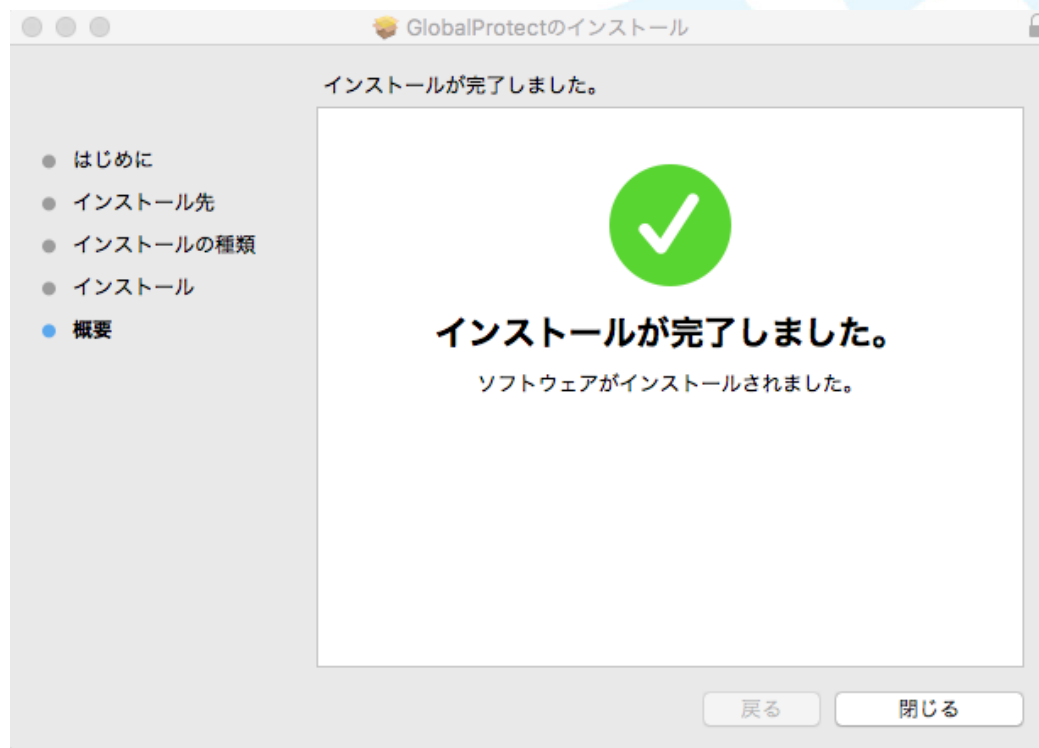 GlobalProtectのインストール
インストールが完了しました。
はじめに
インストール先
インストールの種類
インストール
概要
インストールが完了しました。
ソフトウェアがインストールされました。
戻る
閉じる